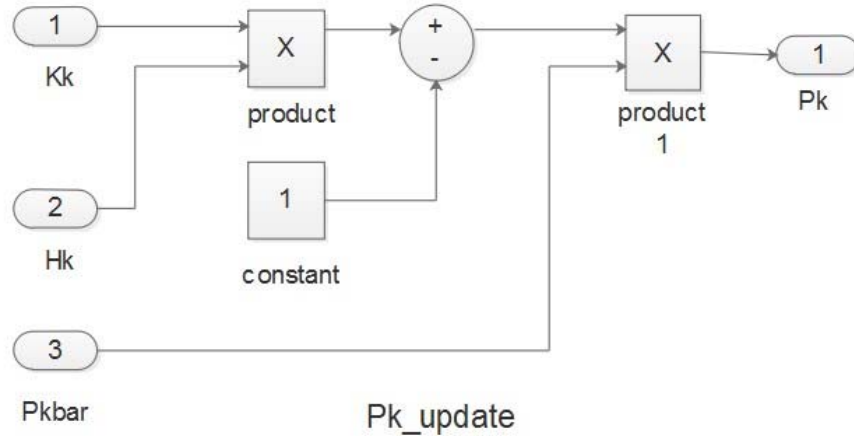 1
Kk
X
product
+
-
X
product
1
1
Pk
2
Hk
1
constant
3
Pkbar
Pk_update